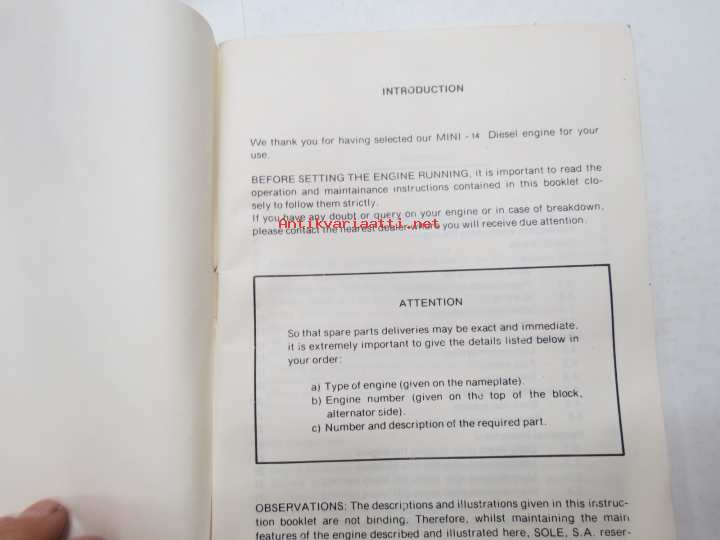 INTRODUCTION
We thank you for having selected our MINI - 14 Diesel engine for your
use.
BEFORE SETTING THE ENGINE RUNNING, it is important to read the
operation and maintainance instructions contained in this booklet clo-
sely to follow them strictly.
If you have any doubt or query on your engine or in case of breakdown,
please contact the nearest dealer where you will receive due attention.
Antikvariaatti.net
ATTENTION
So that spare parts deliveries may be exact and immediate,
it is extremely important to give the details listed below in
your order:
a) Type of engine (given on the nameplate).
b) Engine number (given on the top of the block,
alternator side).
c) Number and description of the required part.
OBSERVATIONS: The descriptions and illustrations given in this instruc-
tion booklet are not binding. Therefore, whilst maintaining the main
features of the engine described and illustrated here, SOLE, S.A. reser-